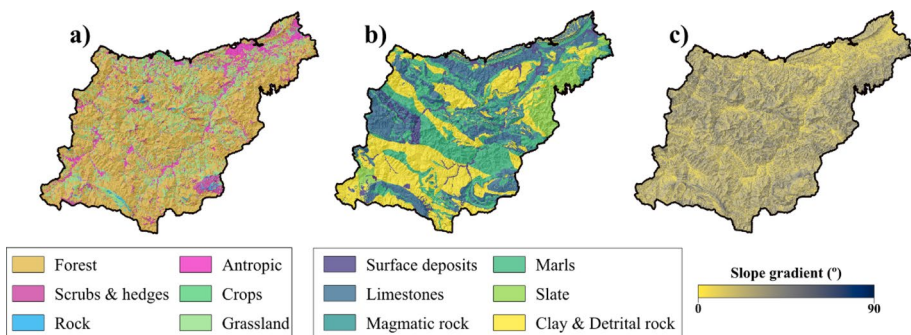 a)
b)
c)
Forest
Antropic
Scrubs & hedges
Crops
Rock
Grassland
Surface deposits
Marls
Limestones
Slate
Magmatic rock
Clay & Detrital rock
Slope gradient (º)
0
90